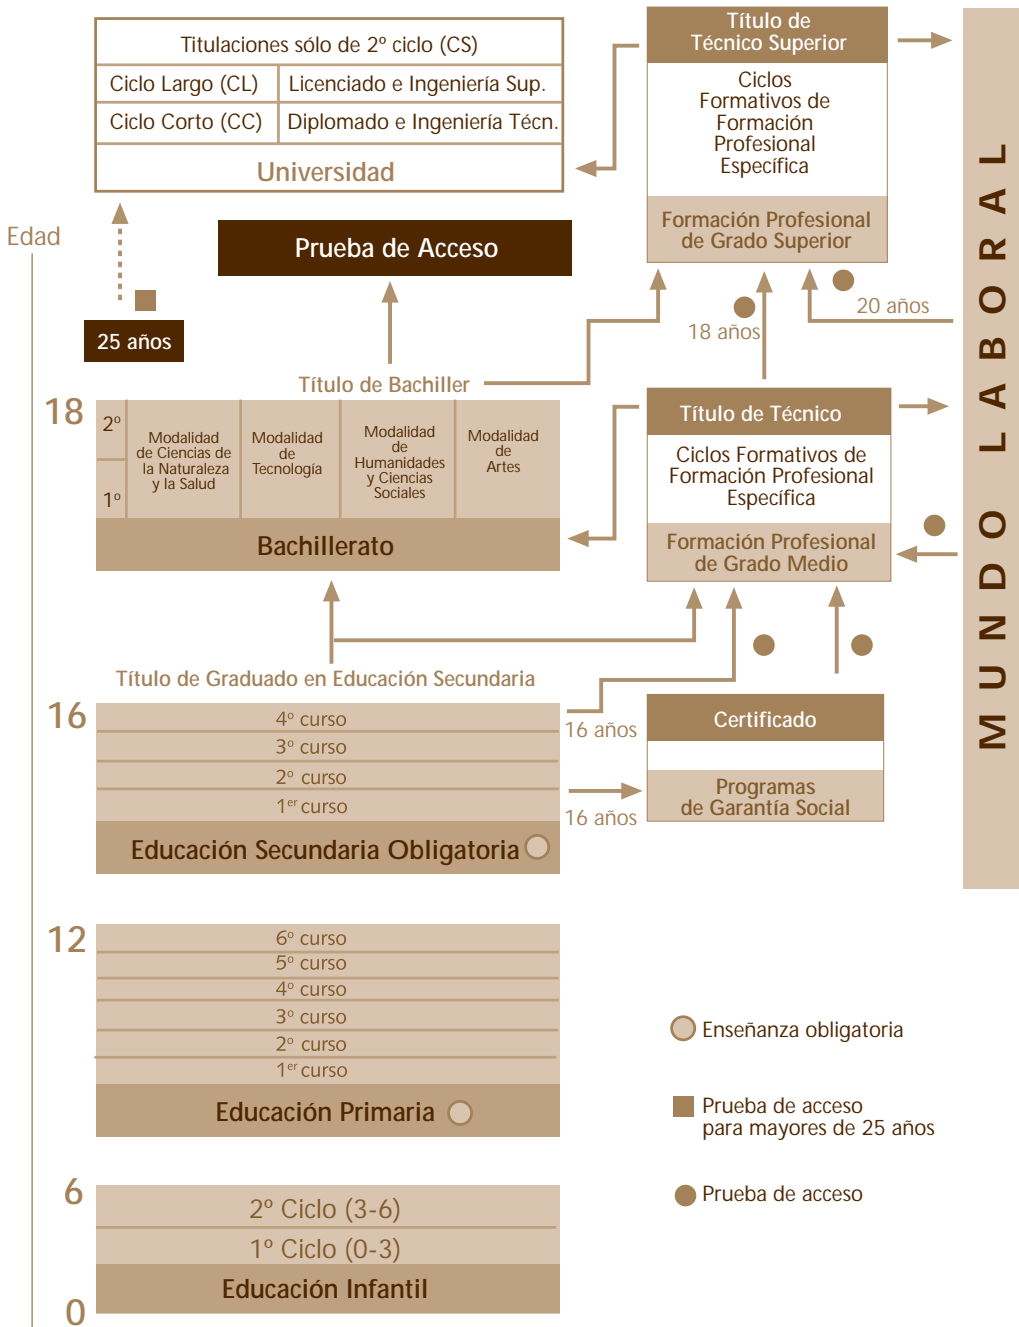 Titulaciones sólo de 2º ciclo (CS)
Ciclo Largo (CL)
Licenciado e Ingeniería Sup.
Ciclo Corto (CC)
Diplomado e Ingeniería Técn.
Universidad
Título de
Técnico Superior
Ciclos
Formativos de
Formación
Profesional
Específica
Formación Profesional
de Grado Superior
MUNDO LABORAL
Edad
Prueba de Acceso
25 años
18 años
20 años
Título de Bachiller
18
2º
1º
Modalidad
de Ciencias de
la Naturaleza
y la Salud
Modalidad
de
Tecnología
Modalidad
de
Humanidades
y Ciencias
Sociales
Modalidad
de
Artes
Bachillerato
Título de Técnico
Ciclos Formativos de
Formación Profesional
Específica
Formación Profesional
de Grado Medio
Título de Graduado en Educación Secundaria
16
4º curso
3º curso
2º curso
1er curso
Educación Secundaria Obligatoria
16 años
16 años
Certificado
Programas
de Garantía Social
12
6º curso
5º curso
4º curso
3º curso
2º curso
1er curso
Educación Primaria
Enseñanza obligatoria
Prueba de acceso
para mayores de 25 años
Prueba de acceso
6
2º Ciclo (3-6)
1º Ciclo (0-3)
Educación Infantil
0